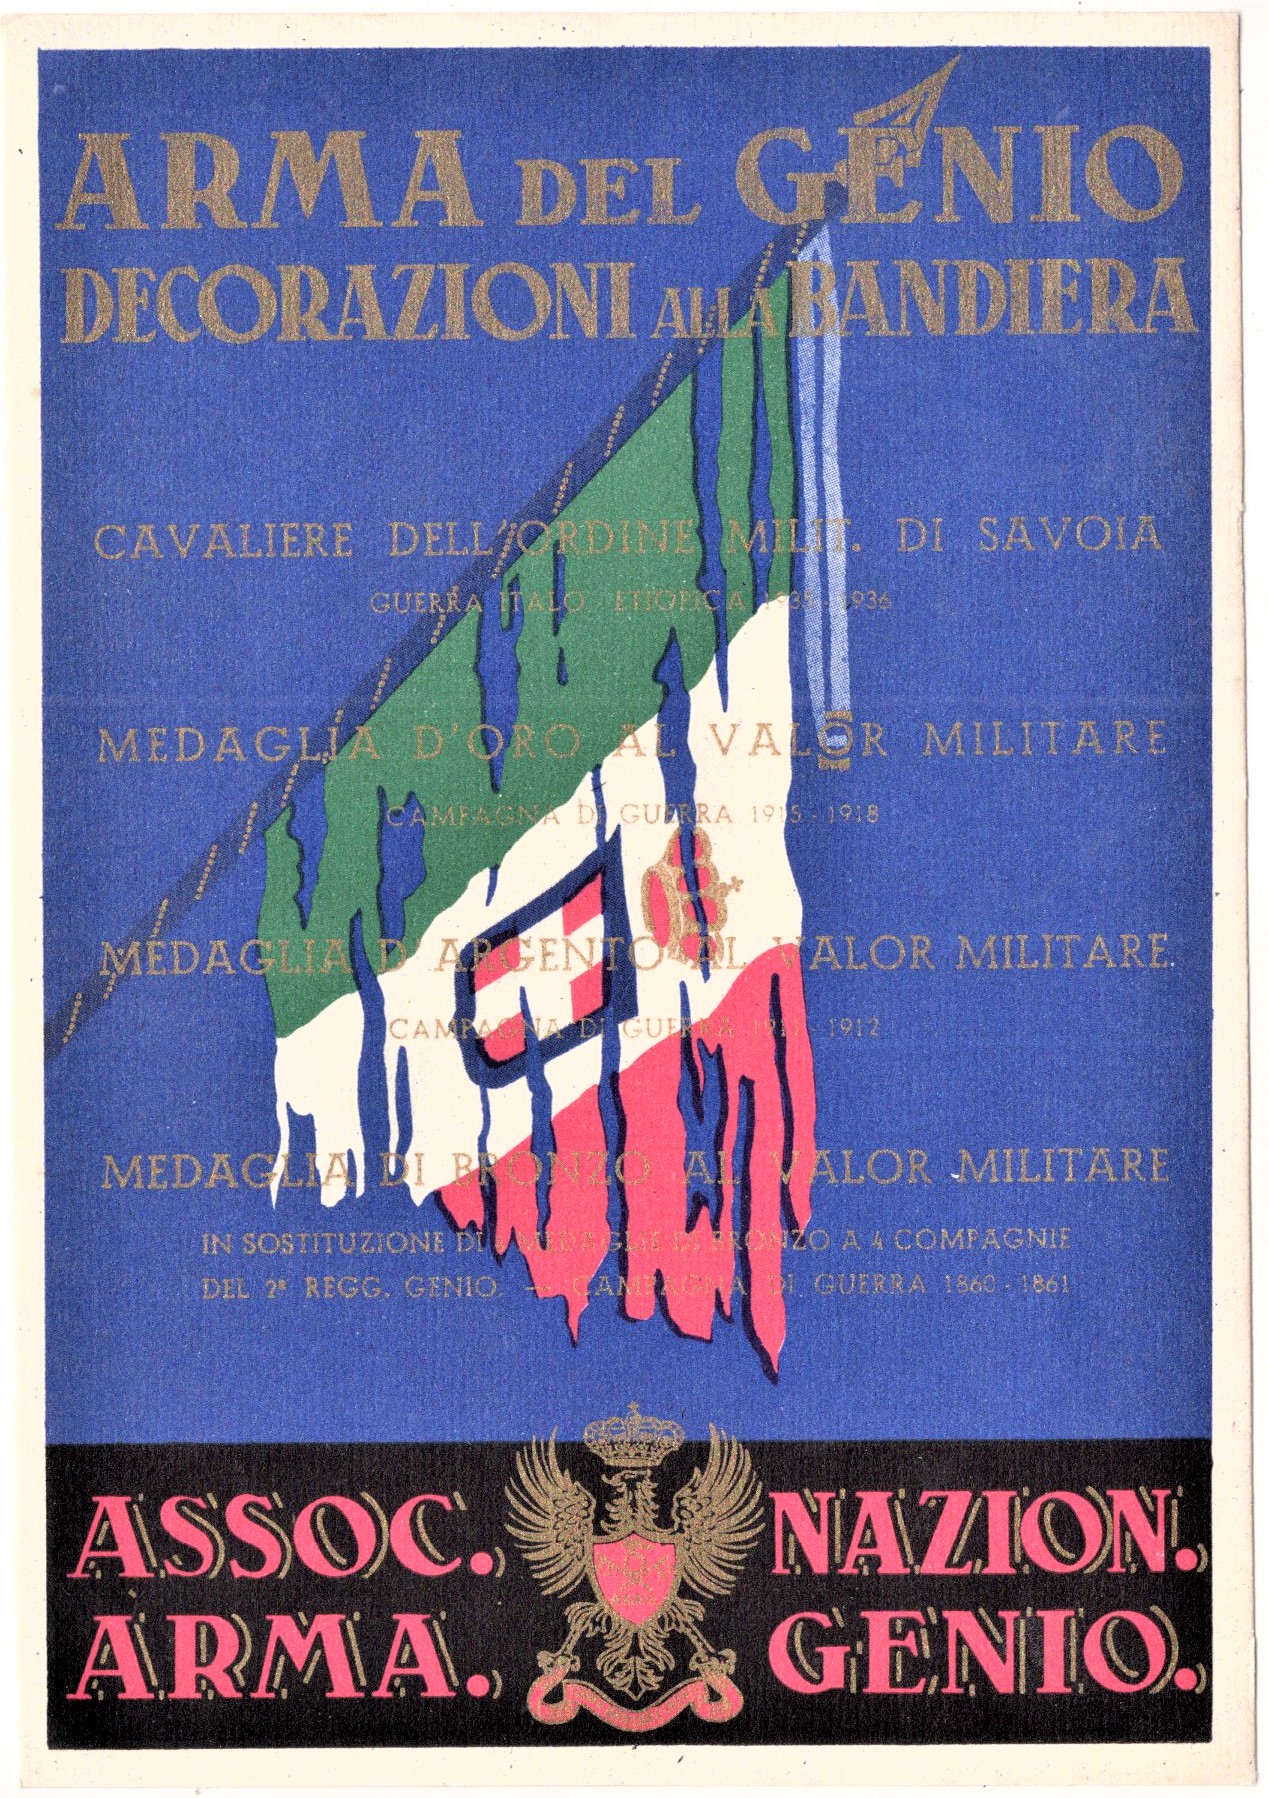 ARMA DEL GENIO
DECORAZIONI ALLA BANDIERA
CAVALIERE DELL'ORDINE MILIT. DI SAVOIA
GUERRA ITALO - ETIOPICA 1935 - 1936
MEDAGLIA D'ORO AL VALOR MILITARE
CAMPAGNA DI GUERRA 1915 - 1918
MEDAGLIA D'ARGENTO AL VALOR MILITARE
CAMPAGNA DI GUERRA 1911 - 1912
MEDAGLIA DI BRONZO AL VALOR MILITARE
IN SOSTITUZIONE DI MEDAGLIE DI BRONZO A 4 COMPAGNIE
DEL 2º REGG. GENIO. — CAMPAGNA DI GUERRA 1860 - 1861
ASSOC. NAZION.
ARMA. GENIO.